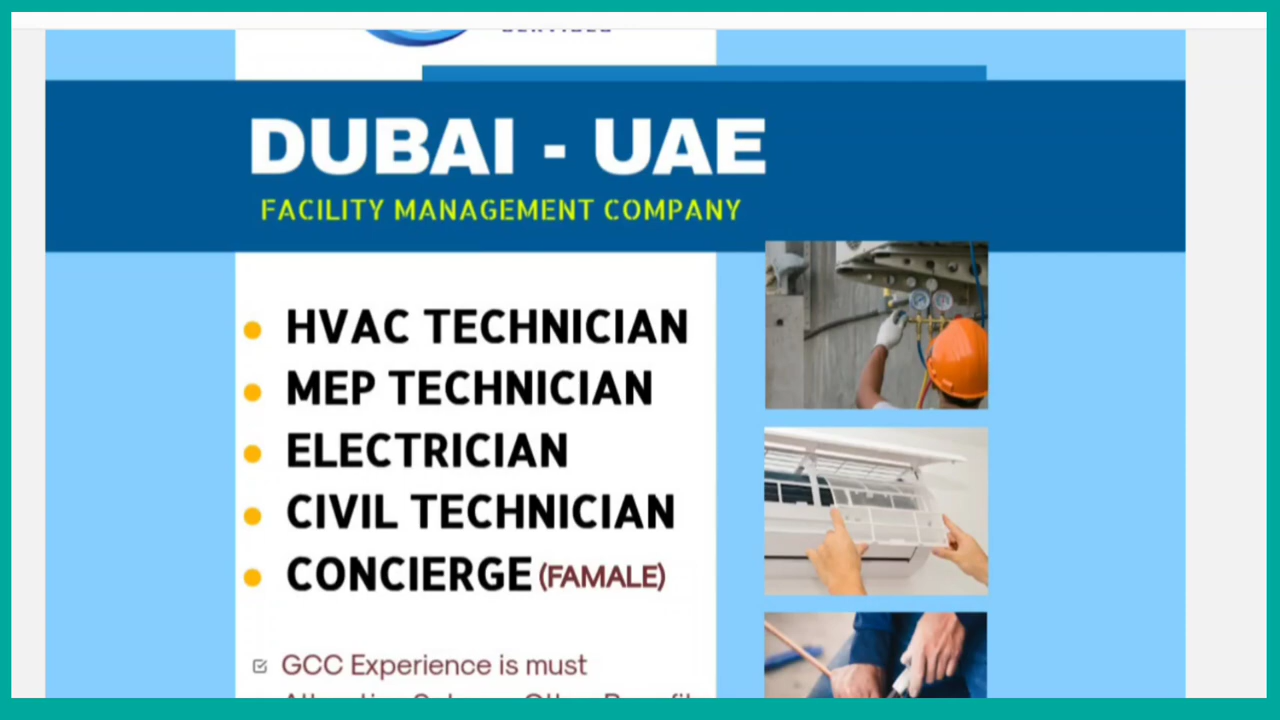 DUBAI - UAE
FACILITY MANAGEMENT COMPANY
HVAC TECHNICIAN
MEP TECHNICIAN
ELECTRICIAN
CIVIL TECHNICIAN
CONCIERGE (FAMALE)
GCC Experience is must